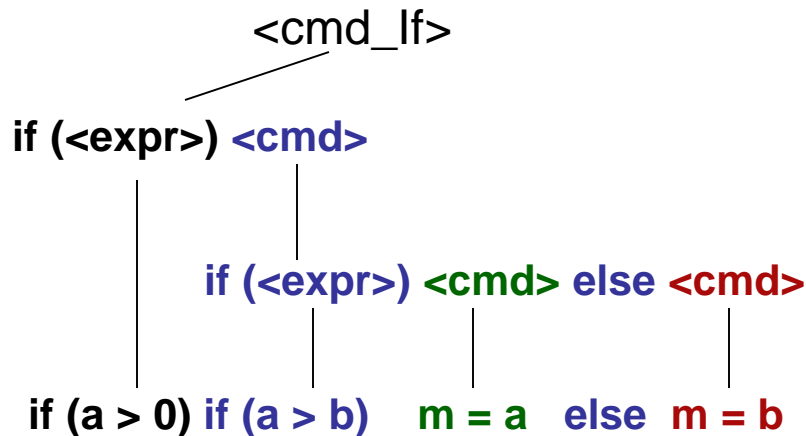 <cmd_If>
if (<expr>) <cmd>
if (<expr>) <cmd> else <cmd>
if (a > 0) if (a > b) m = a else m = b